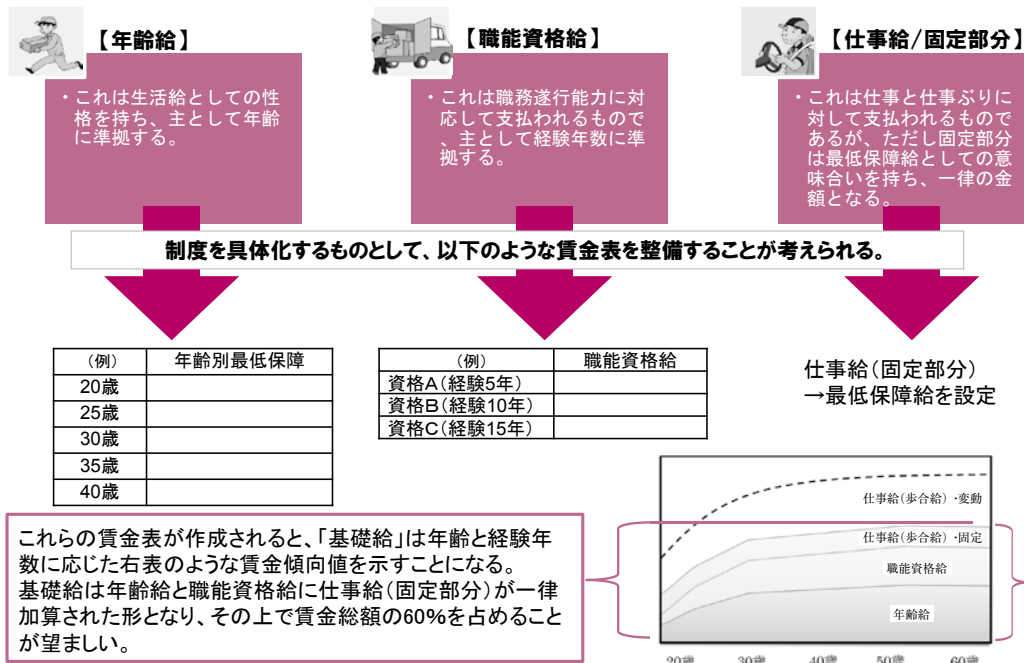 【年齢給】
・これは生活給としての性
格を持ち、主として年齢
に準拠する。
【職能資格給】
・これは職務遂行能力に対
応して支払われるもので
、主として経験年数に準
拠する。
【仕事給/固定部分】
・これは仕事と仕事ぶりに
対して支払われるもので
あるが、ただし固定部分
は最低保障給としての意
味合いを持ち、一律の金
額となる。
制度を具体化するものとして、以下のような賃金表を整備することが考えられる。
（例） 年齢別最低保障
20歳
25歳
30歳
35歳
40歳
（例） 職能資格給
資格A（経験5年）
資格B（経験10年）
資格C（経験15年）
仕事給（固定部分）
→最低保障給を設定
これらの賃金表が作成されると、「基礎給」は年齢と経験年
数に応じた右表のような賃金傾向値を示すことになる。
基礎給は年齢給と職能資格給に仕事給（固定部分）が一律
加算された形となり、その上で賃金総額の60％を占めること
が望ましい。
仕事給（歩合給）・変動
仕事給（歩合給）・固定
職能資格給
年齢給
20歳 30歳 40歳 50歳 60歳